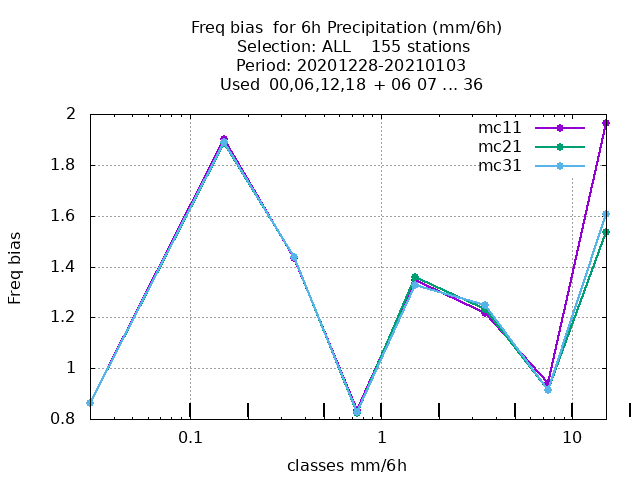 Freq bias  for 6h Precipitation (mm/6h)
Selection: ALL    155 stations
Period: 20201228-20210103
Used  00,06,12,18  + 06 07 ... 36
mc11
mc21
mc31
2
1.8
1.6
1.4
1.2
1
0.8
Freq bias
0.1
1
10
classes mm/6h